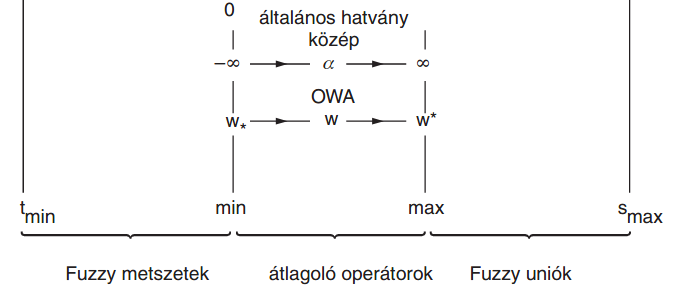 0
általános hatvány
közép
−∞ α ∞
OWA
w* w w*
tmin min max smax
Fuzzy metszetek átlagoló operátorok Fuzzy uniók